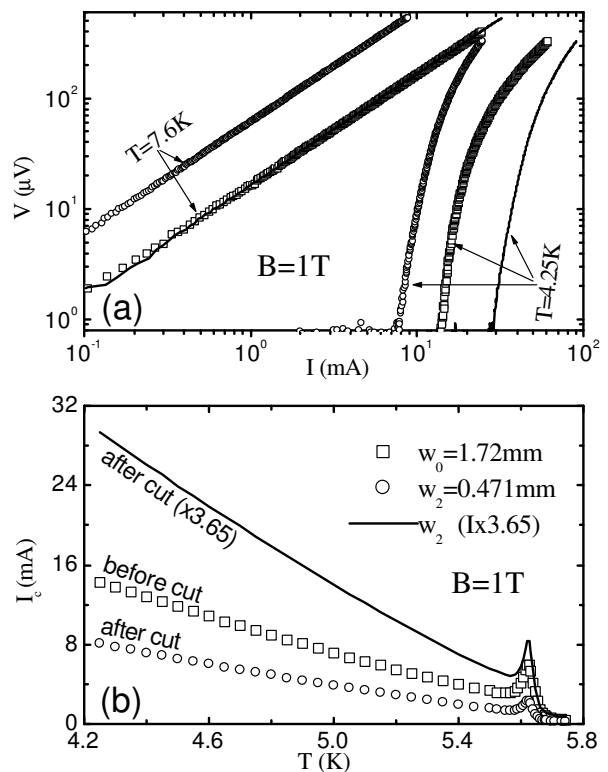 10²
10¹
10⁰
V (µV)
T=7.6K
B=1T
T=4.25K
(a)
10⁻¹ 10⁰ 10¹ 10²
I (mA)
32
24
16
8
0
I_c (mA)
after cut (x3.65)
before cut
after cut
w₀=1.72mm
w₂=0.471mm
w₂ (Ix3.65)
B=1T
(b)
4.2 4.6 5.0 5.4 5.8
T (K)